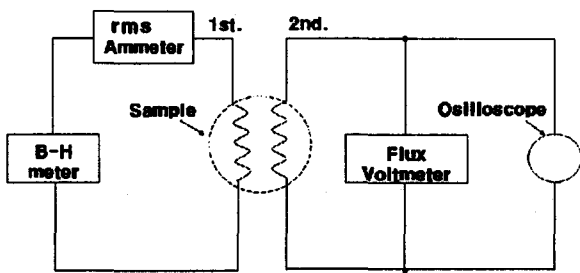 rms
Ammeter
1st.
2nd.
Sample
Osilloscope
B-H
meter
Flux
Voltmeter